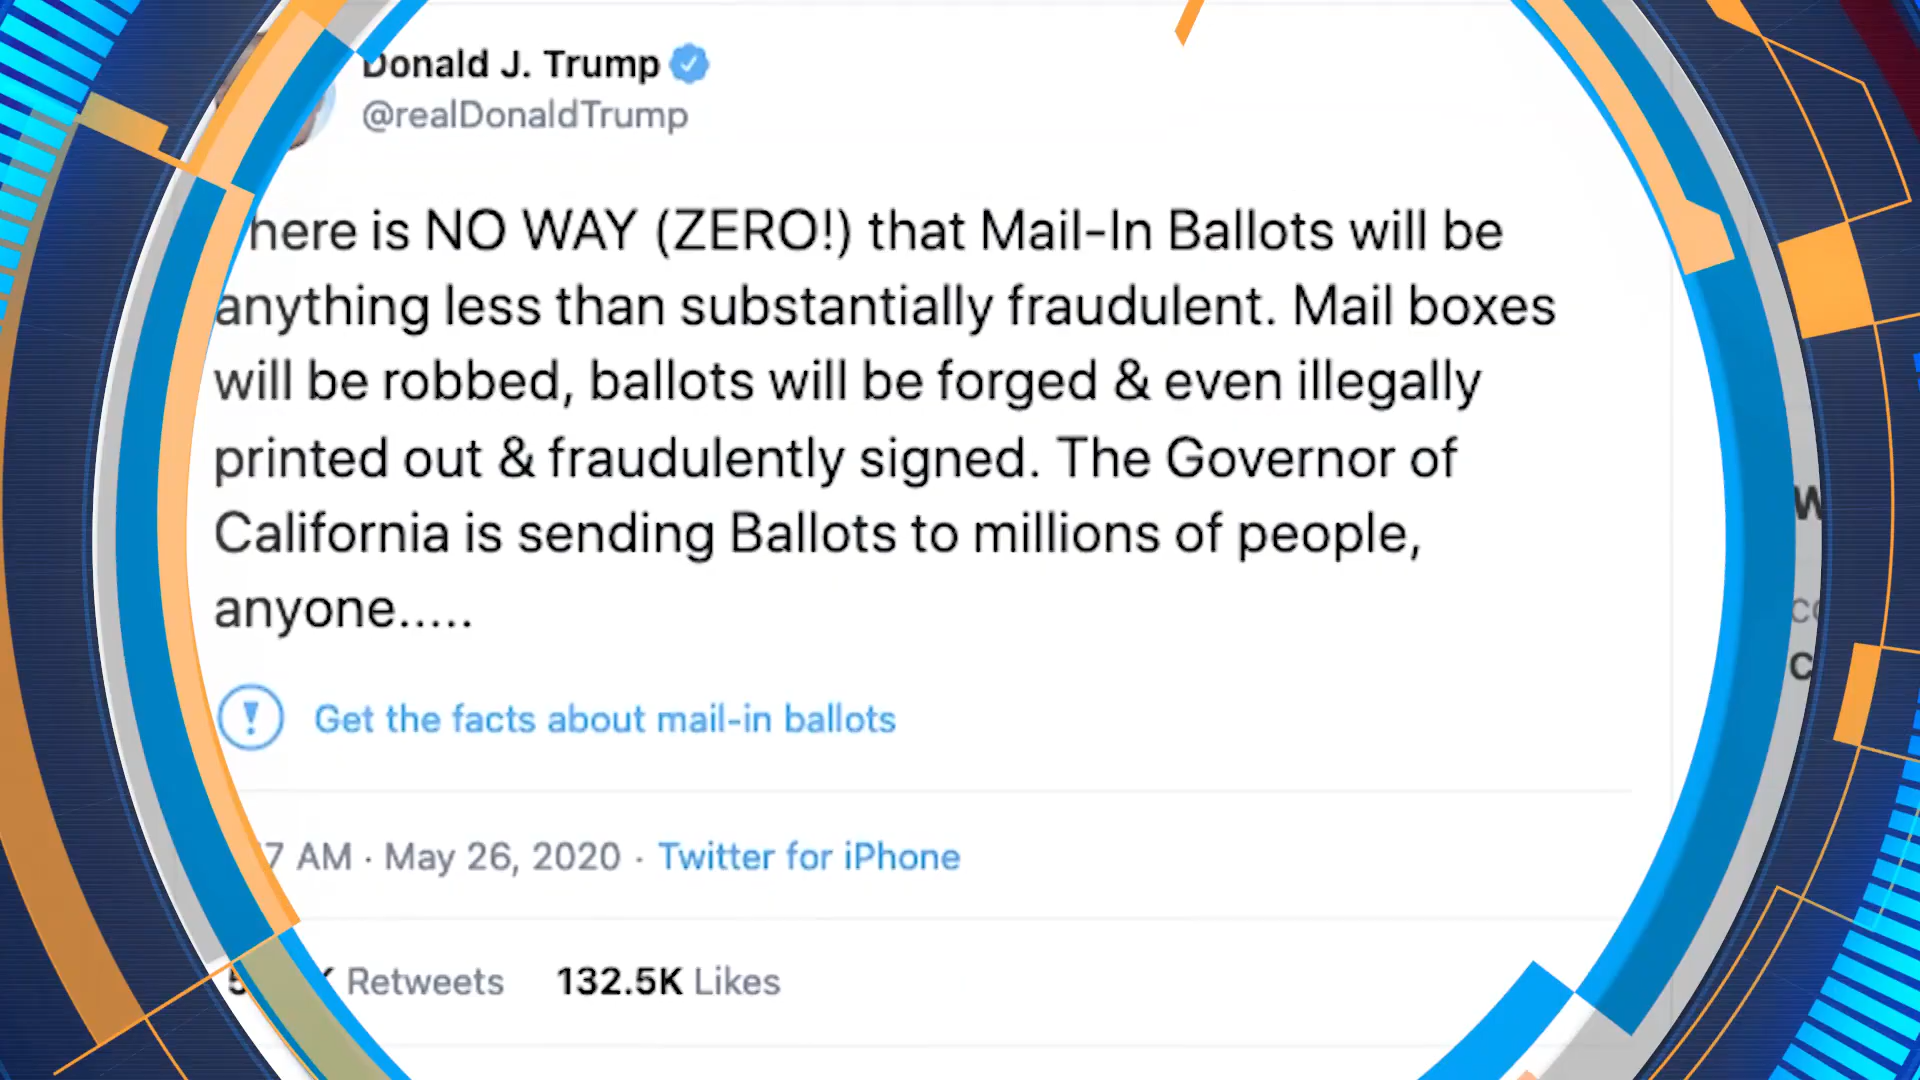 Donald J. Trump
@realDonaldTrump
here is NO WAY (ZERO!) that Mail-In Ballots will be
anything less than substantially fraudulent. Mail boxes
will be robbed, ballots will be forged & even illegally
printed out & fraudulently signed. The Governor of
California is sending Ballots to millions of people,
anyone.....
Get the facts about mail-in ballots
7 AM · May 26, 2020 · Twitter for iPhone
Retweets 132.5K Likes